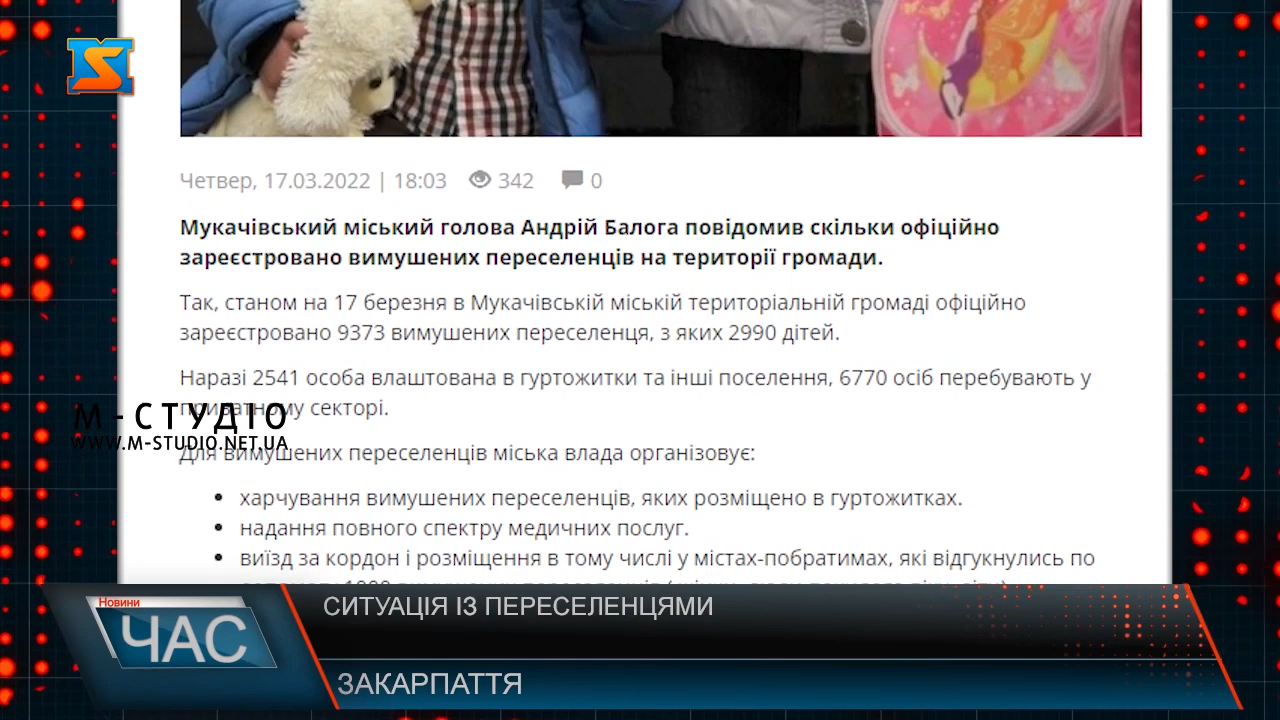 Четвер, 17.03.2022 | 18:03 342 0
Мукачівський міський голова Андрій Балога повідомив скільки офіційно
зареєстровано вимушених переселенців на території громади.
Так, станом на 17 березня в Мукачівській міській територіальній громаді офіційно
зареєстровано 9373 вимушених переселенця, з яких 2990 дітей.
Наразі 2541 особа влаштована в гуртожитки та інші поселення, 6770 осіб перебувають у
приватному секторі.
М-СТУДІО
WWW.M-STUDIO.NET.UA
Для вимушених переселенців міська влада організовує:
харчування вимушених переселенців, яких розміщено в гуртожитках.
надання повного спектру медичних послуг.
виїзд за кордон і розміщення в тому числі у містах-побратимах, які відгукнулись по
Новини
ЧАС
СИТУАЦІЯ ІЗ ПЕРЕСЕЛЕНЦЯМИ
ЗАКАРПАТТЯ